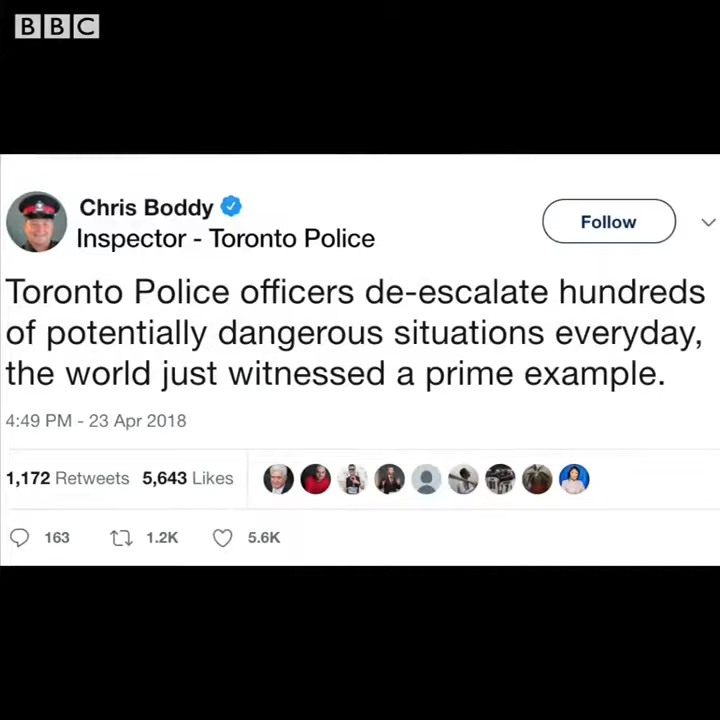 BBC
Chris Boddy
Follow
Inspector - Toronto Police
Toronto Police officers de-escalate hundreds
of potentially dangerous situations everyday,
the world just witnessed a prime example.
4:49 PM - 23 Apr 2018
1,172 Retweets 5,643 Likes
163 1.2K 5.6K